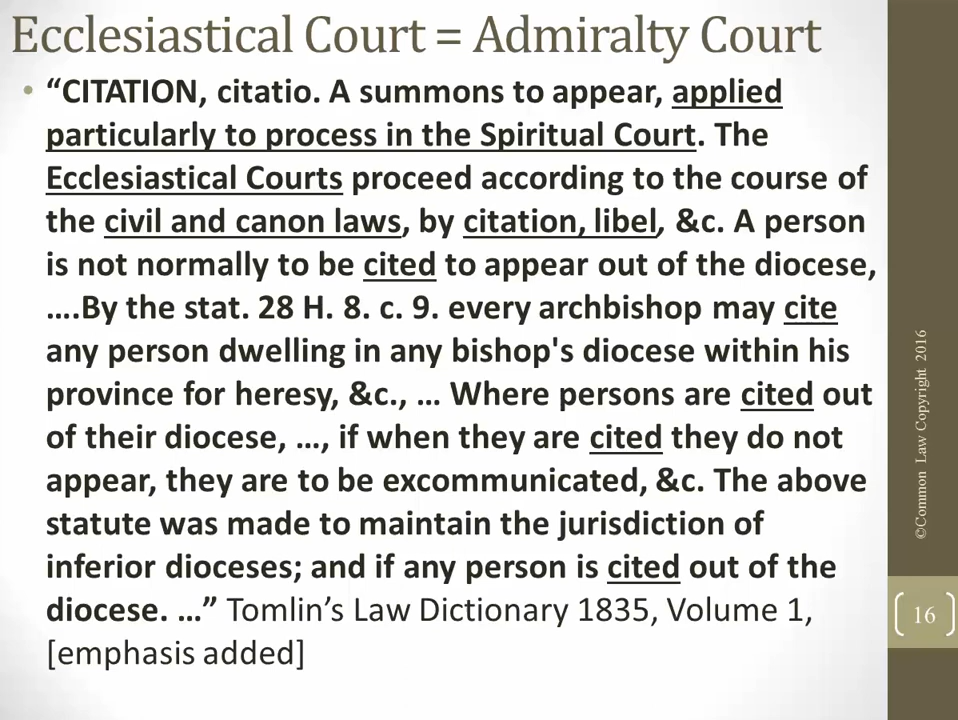 Ecclesiastical Court = Admiralty Court
• “CITATION, citatio. A summons to appear, applied
particularly to process in the Spiritual Court. The
Ecclesiastical Courts proceed according to the course of
the civil and canon laws, by citation, libel, &c. A person
is not normally to be cited to appear out of the diocese,
….By the stat. 28 H. 8. c. 9. every archbishop may cite
any person dwelling in any bishop's diocese within his
province for heresy, &c., … Where persons are cited out
of their diocese, …, if when they are cited they do not
appear, they are to be excommunicated, &c. The above
statute was made to maintain the jurisdiction of
inferior dioceses; and if any person is cited out of the
diocese. …” Tomlin’s Law Dictionary 1835, Volume 1,
[emphasis added]
©Common Law Copyright 2016
16